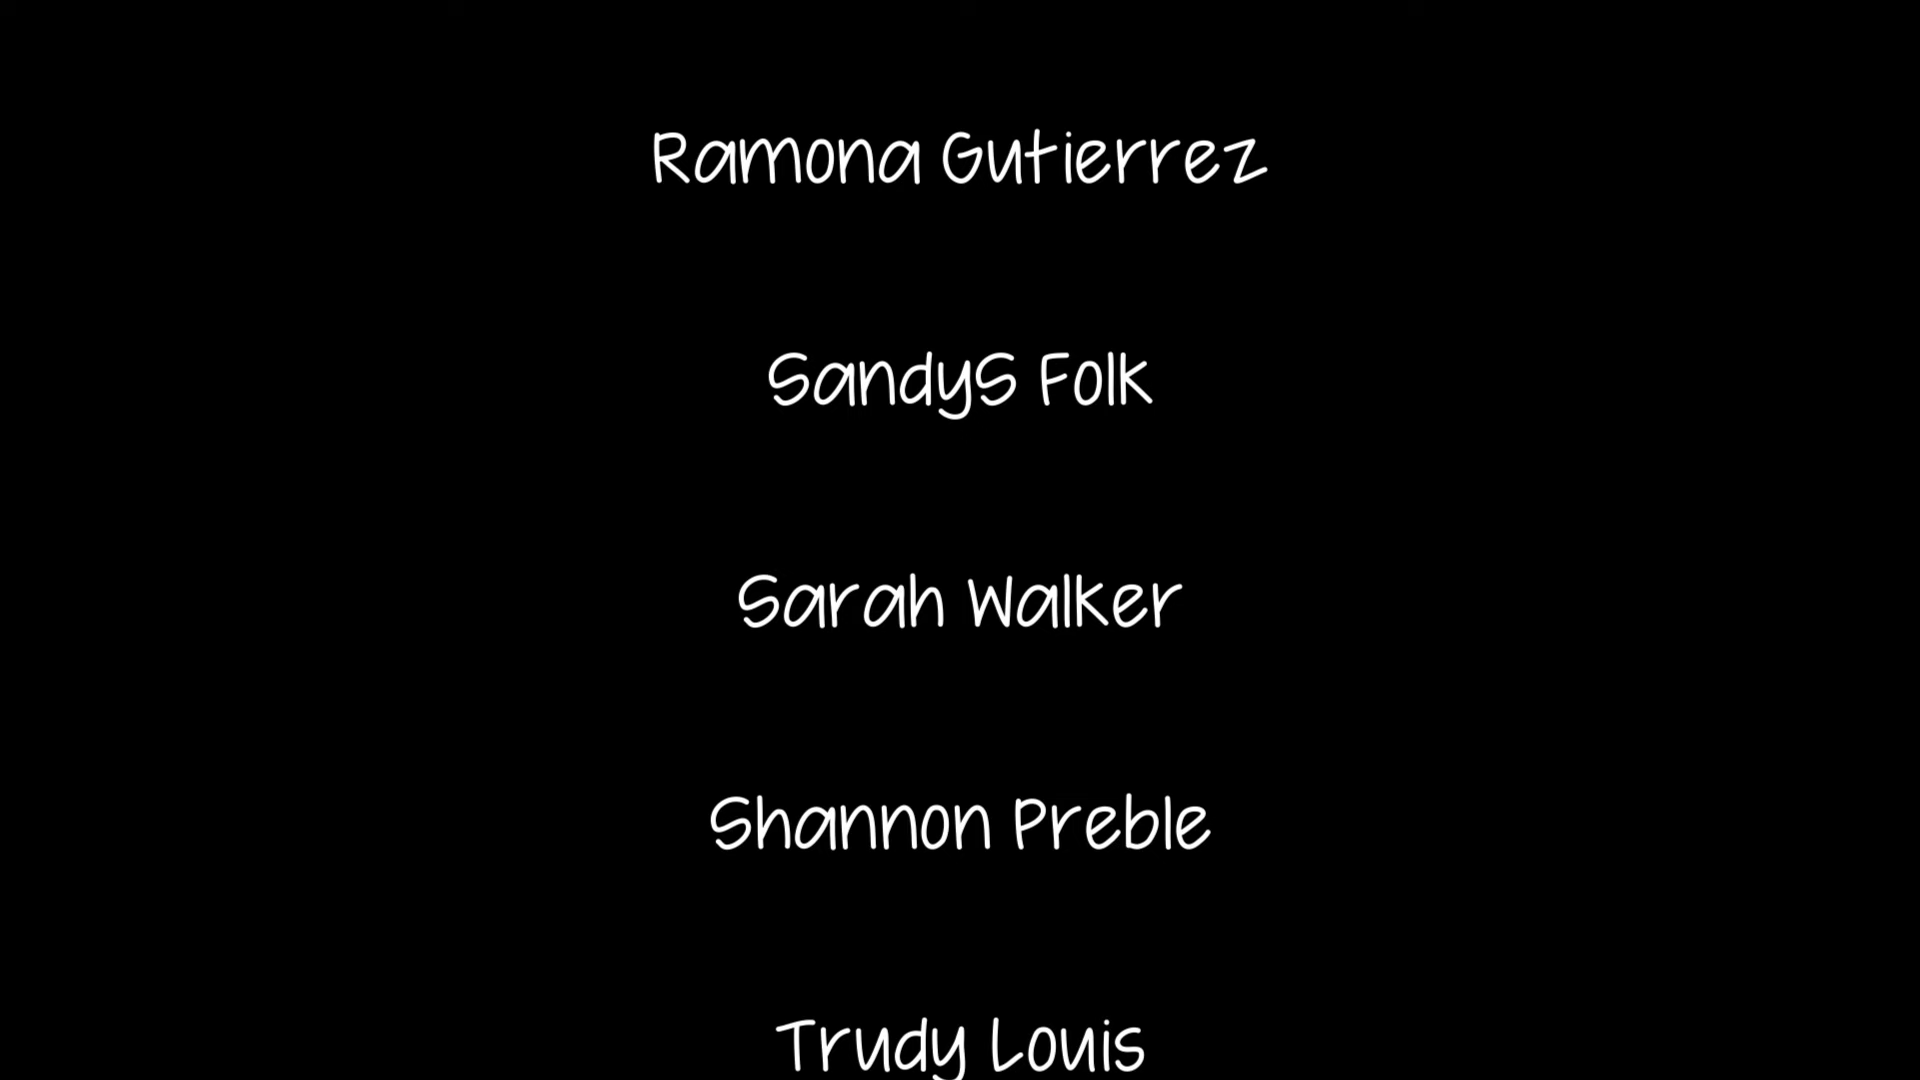 Ramona Gutierrez
SandyS Folk
Sarah Walker
Shannon Preble
Trudy Louis